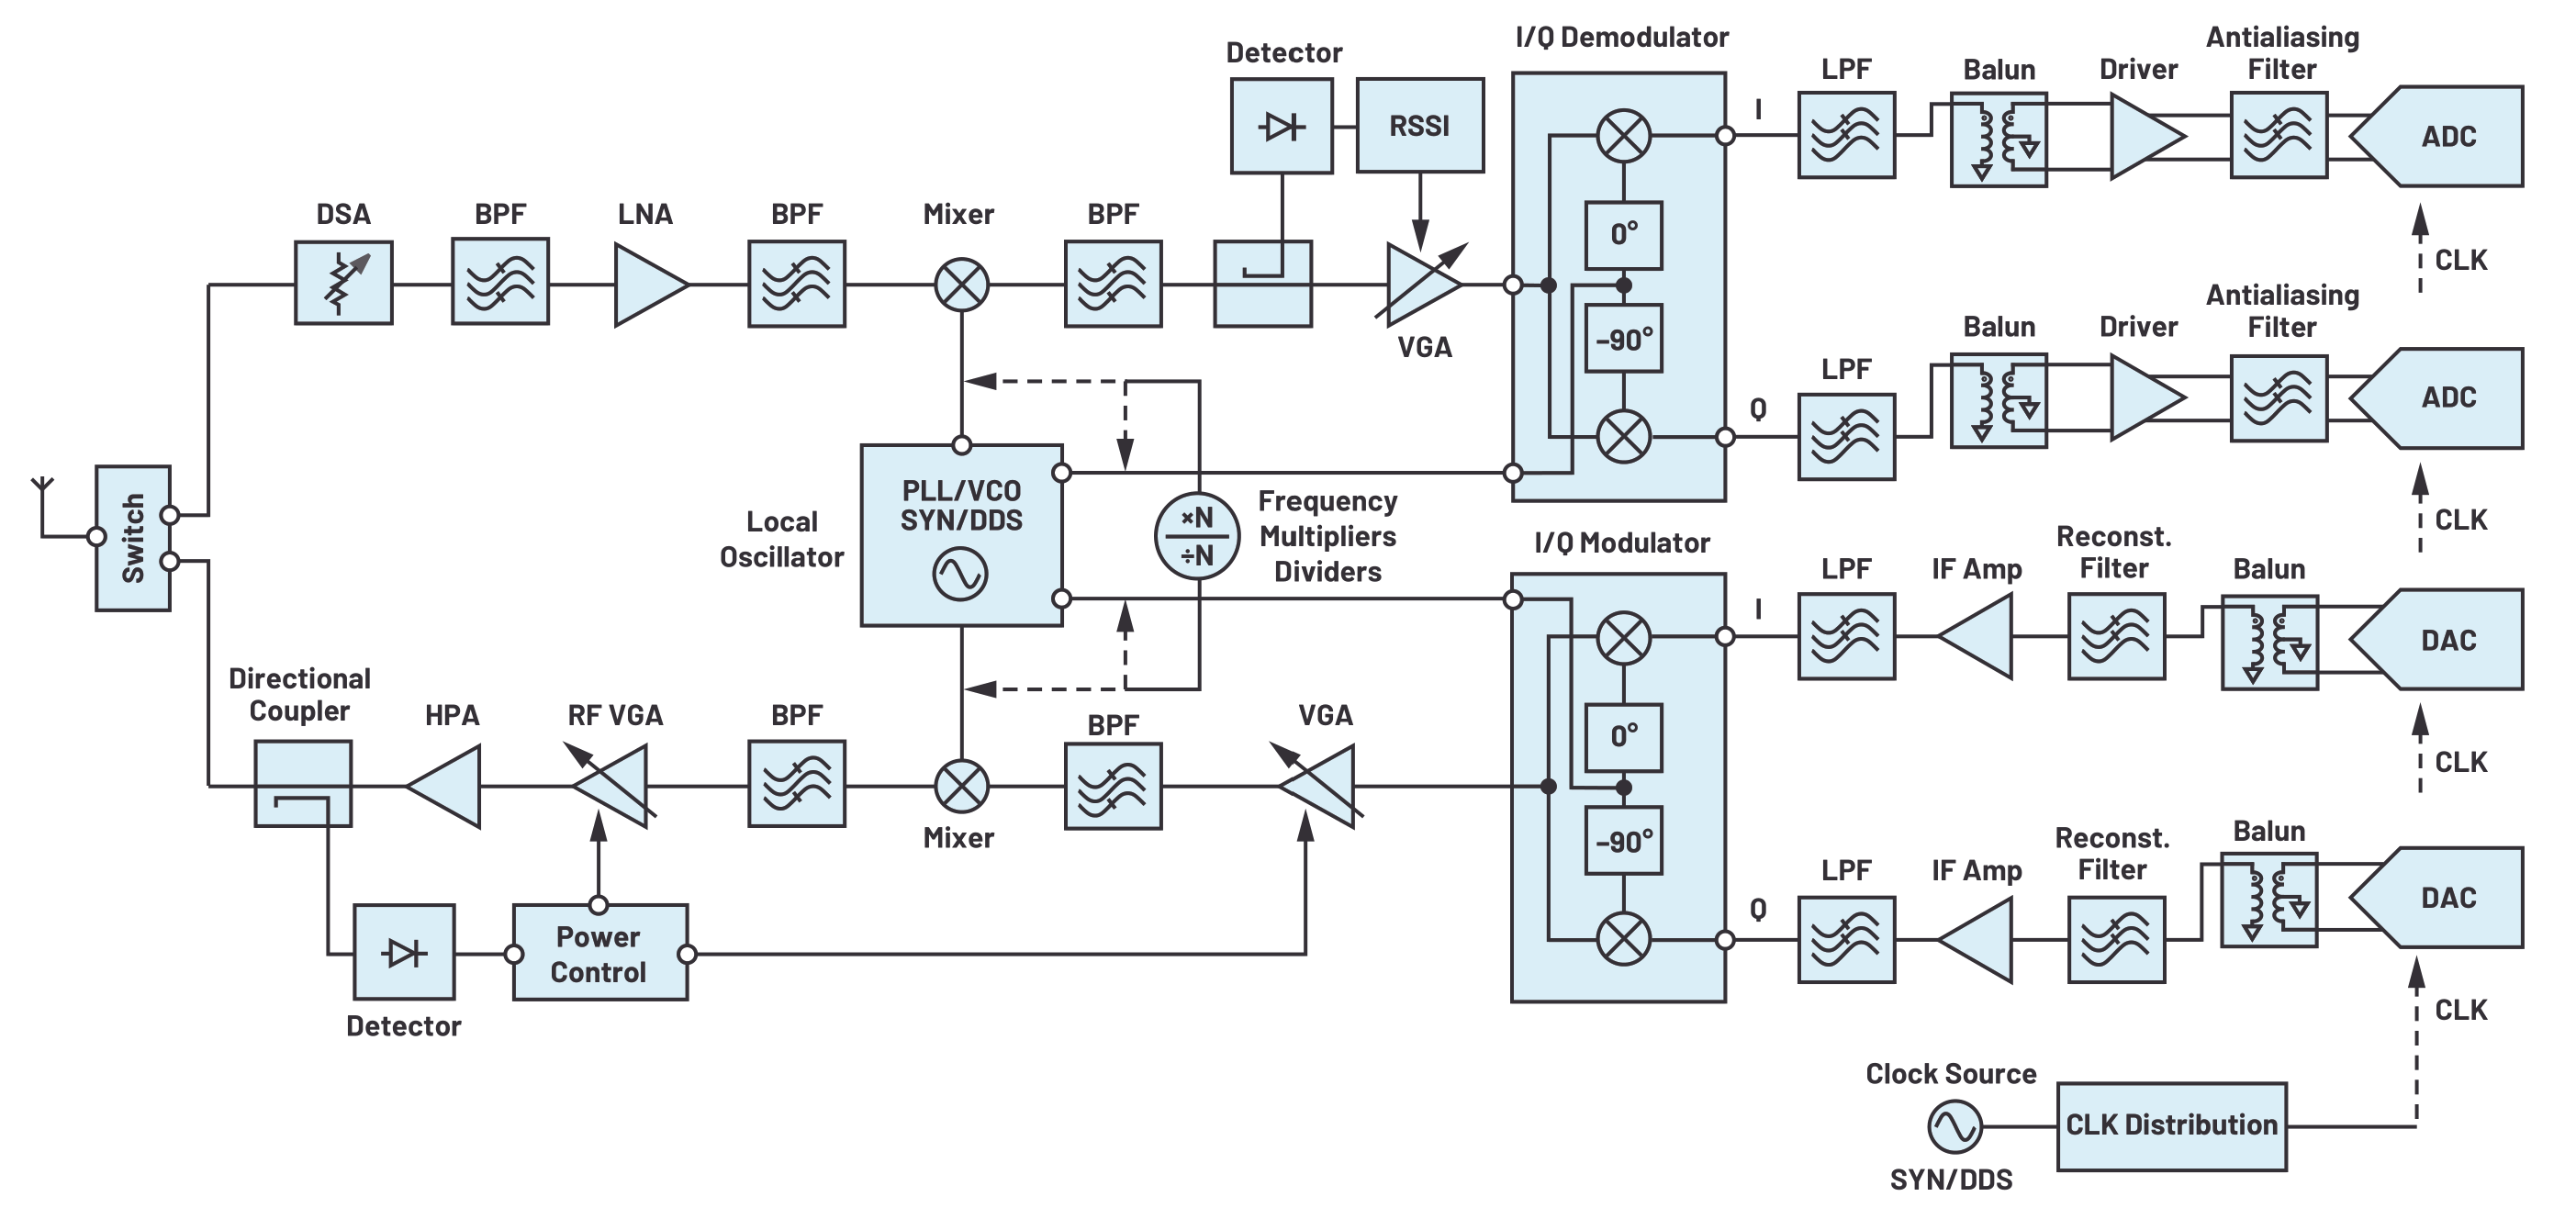 I/Q Demodulator
Antialiasing
Filter
Detector
LPF
Balun
Driver
I
RSSI
ADC
DSA
BPF
LNA
BPF
Mixer
BPF
0°
CLK
Antialiasing
Filter
VGA
–90°
Balun
Driver
LPF
ADC
Q
Switch
PLL/VCO
SYN/DDS
Local
Oscillator
×N
÷N
Frequency
Multipliers
Dividers
CLK
I/Q Modulator
Reconst.
Filter
LPF
IF Amp
Balun
I
DAC
Directional
Coupler
HPA
RF VGA
BPF
BPF
VGA
0°
CLK
Mixer
–90°
Reconst.
Filter
Balun
LPF
IF Amp
Q
DAC
Power
Control
Detector
CLK
Clock Source
CLK Distribution
SYN/DDS